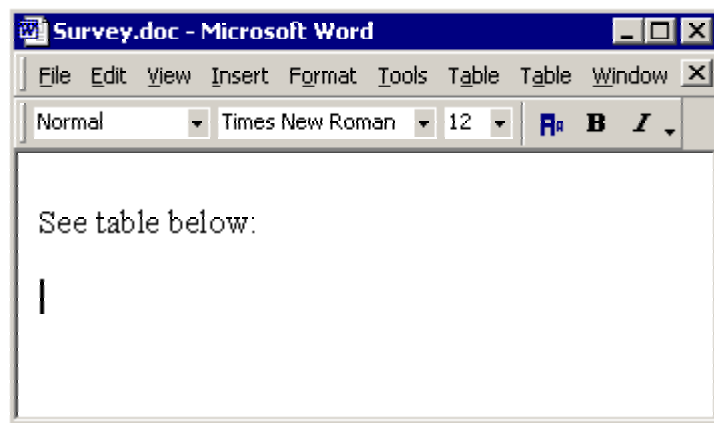 Survey.doc - Microsoft Word
File Edit View Insert Format Tools Table Table Window
Normal Times New Roman 12 B I
See table below: